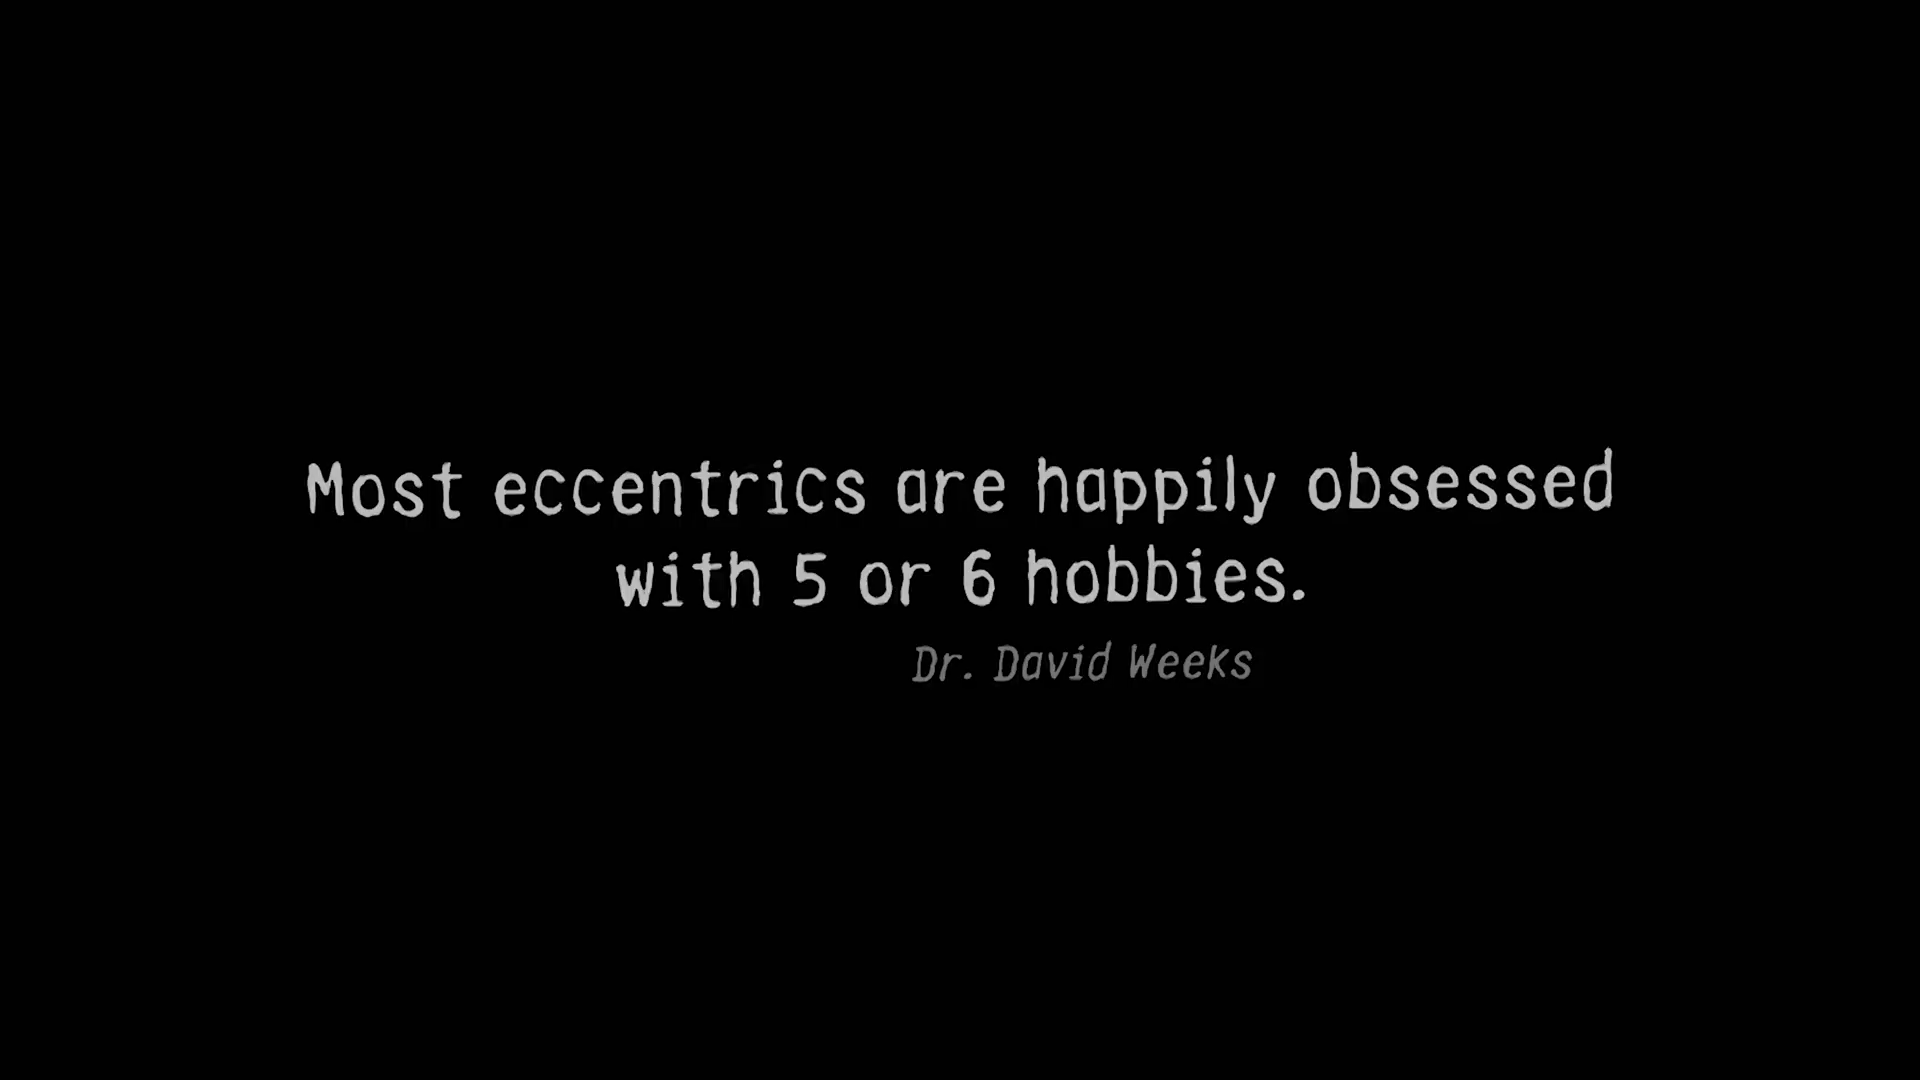 Most eccentrics are happily obsessed
with 5 or 6 hobbies.
Dr. David Weeks